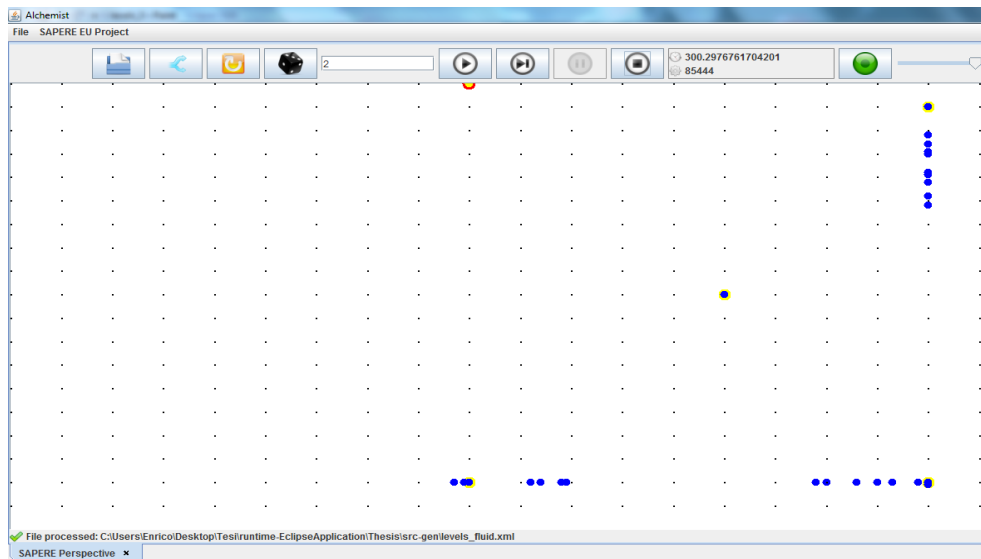 Alchemist
File SAPERE EU Project
2
300.2976761704201
85444
File processed: C:\Users\Enrico\Desktop\Tesi\runtime-EclipseApplication\Thesis\src-gen\levels_fluid.xml
SAPERE Perspective ×